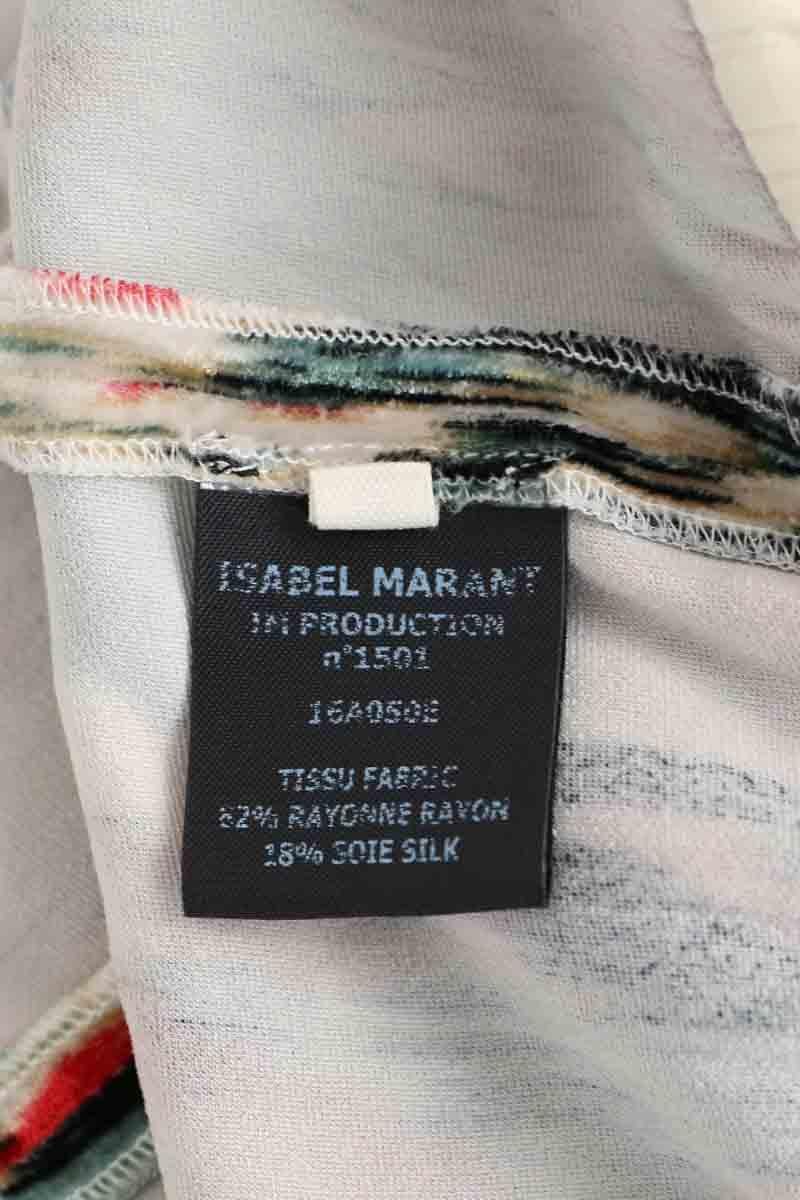 ISABEL MARANT
IN PRODUCTION
n°1501
16A050E
TISSU FABRIC
82% RAYONNE RAYON
18% SOIE SILK